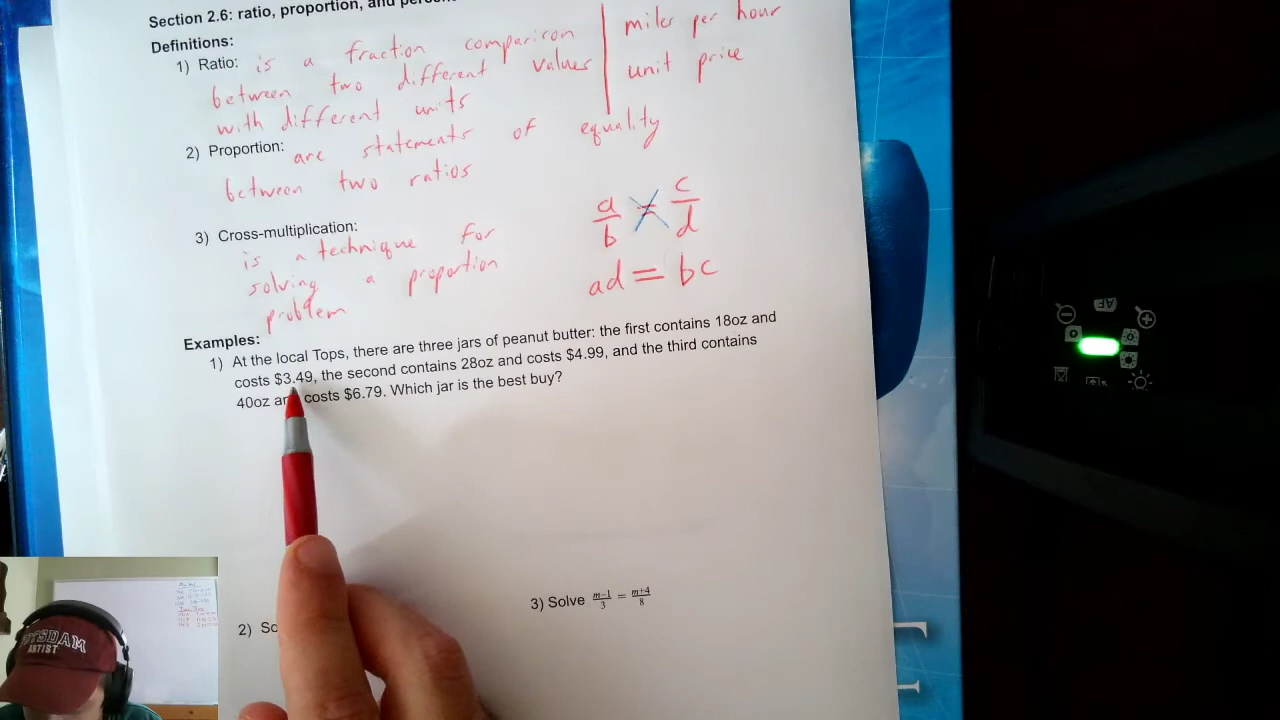 Section 2.6: ratio, proportion, and
Definitions:
1) Ratio: is a fraction comparison
between two different values
with different units
miles per hour
unit price
2) Proportion: are statements of equality
between two ratios
3) Cross-multiplication:
is a technique for
solving a proportion
problem
a/b = c/d
ad = bc
Examples:
1) At the local Tops, there are three jars of peanut butter: the first contains 18oz and
costs $3.49, the second contains 28oz and costs $4.99, and the third contains
40oz costs $6.79. Which jar is the best buy?
2)
3) Solve m-1/3 = m+4/8
ARTIST
AF